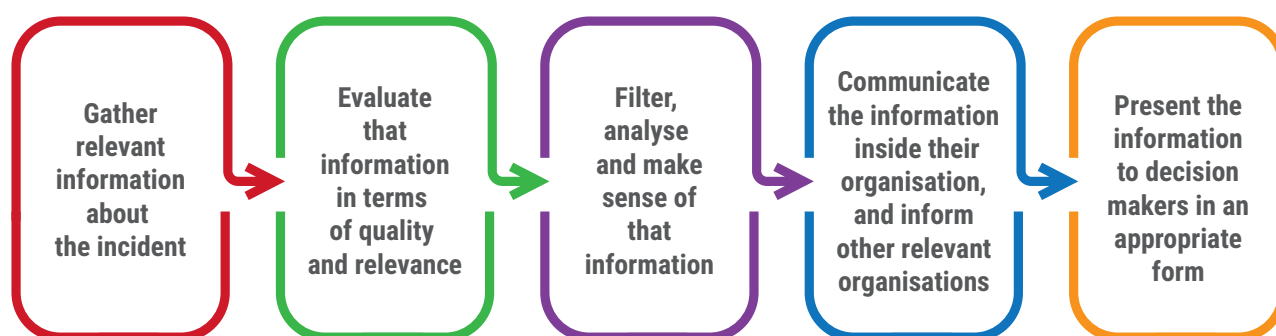 Gather
relevant
information
about
the incident
Evaluate
that
information
in terms
of quality
and relevance
Filter,
analyse
and make
sense of
that
information
Communicate
the information
inside their
organisation,
and inform
other relevant
organisations
Present the
information
to decision
makers in an
appropriate
form